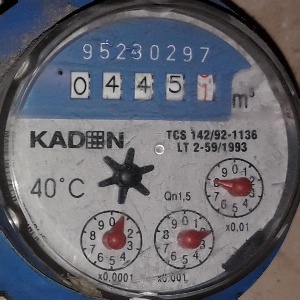 95230297
0 4 4 5 1 m³
KADEN
TCS 142/92-1136
LT 2-59/1993
40°C
Qn1,5
x0,01
x0,0001
x0,001